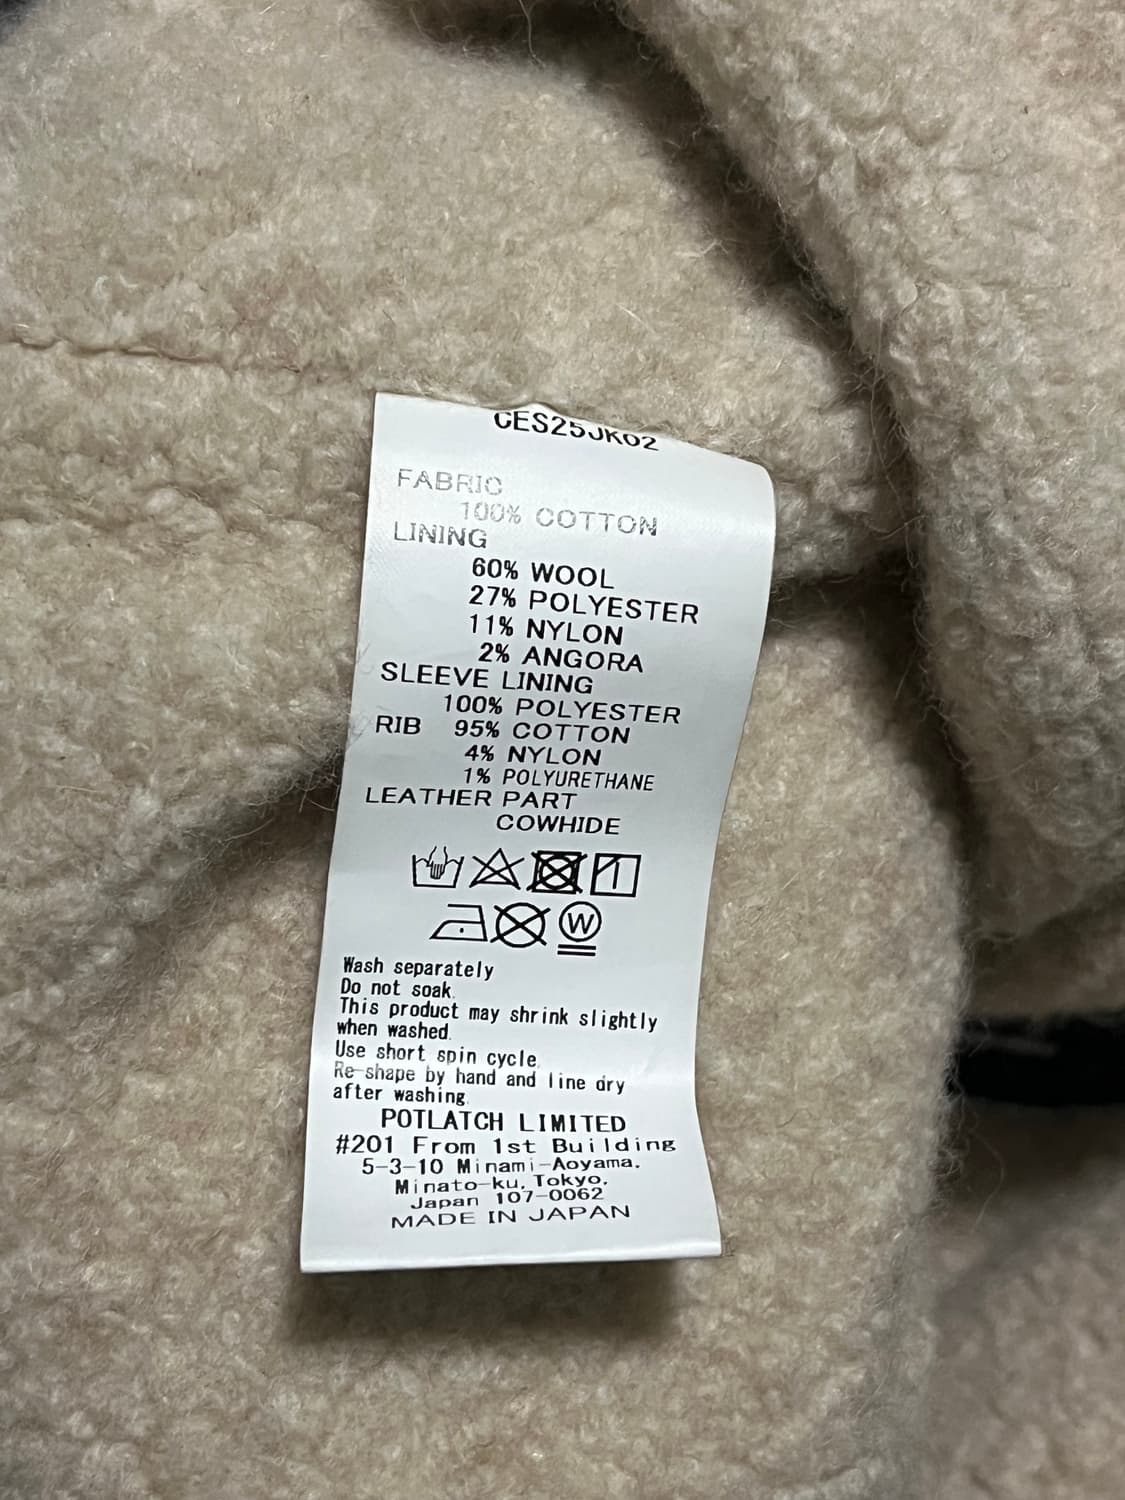 CES25JK02
FABRIC
100% COTTON
LINING
60% WOOL
27% POLYESTER
11% NYLON
2% ANGORA
SLEEVE LINING
100% POLYESTER
RIB 95% COTTON
4% NYLON
1% POLYURETHANE
LEATHER PART
COWHIDE
W
Wash separately
Do not soak.
This product may shrink slightly
when washed.
Use short spin cycle.
Re-shape by hand and line dry
after washing.
POTLATCH LIMITED
#201 From 1st Building
5-3-10 Minami-Aoyama.
Minato-ku, Tokyo.
Japan 107-0062
MADE IN JAPAN